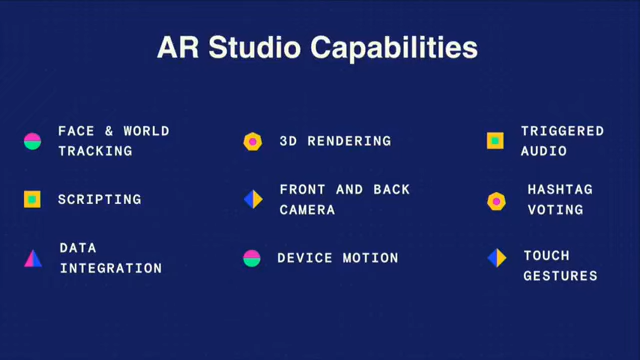 AR Studio Capabilities
FACE & WORLD
TRACKING
3D RENDERING
TRIGGERED
AUDIO
SCRIPTING
FRONT AND BACK
CAMERA
HASHTAG
VOTING
DATA
INTEGRATION
DEVICE MOTION
TOUCH
GESTURES